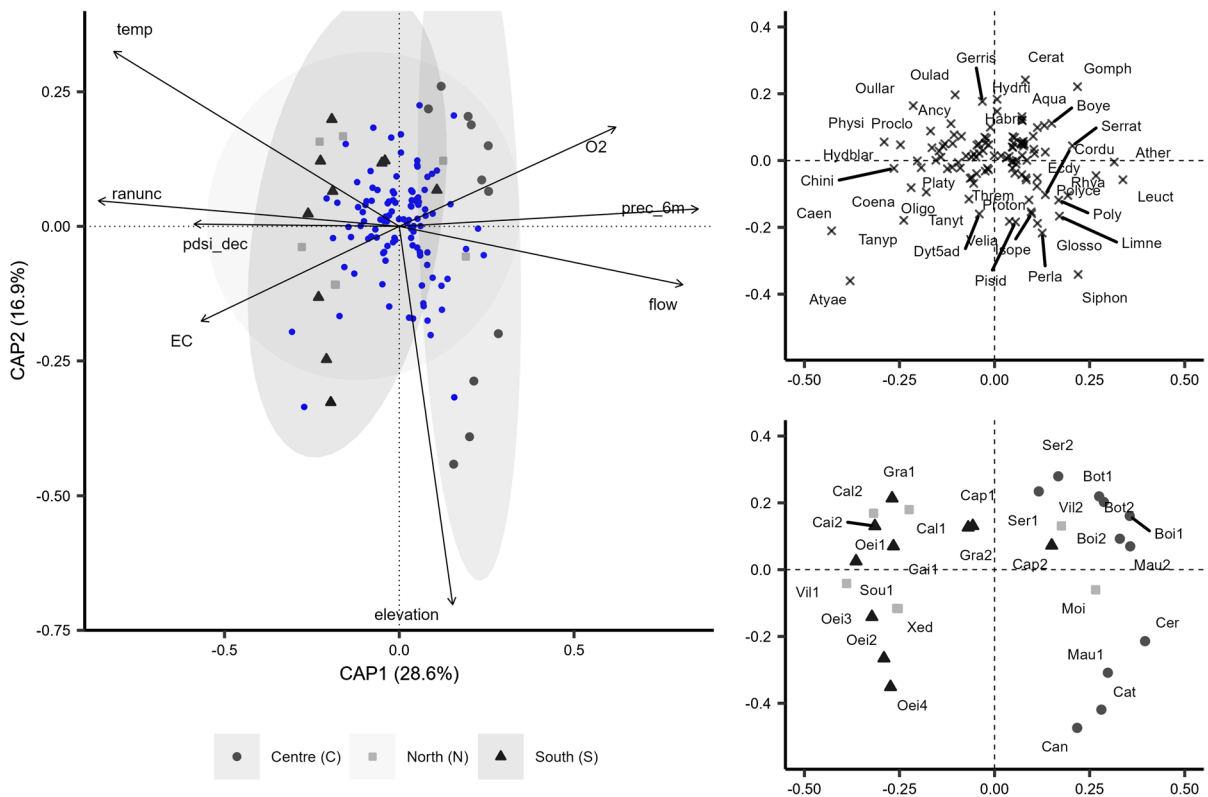 temp
ranunc
pdsi_dec
EC
O2
prec_6m
flow
elevation
0.25
0.00
-0.25
-0.50
-0.75
-0.5
0.0
0.5
CAP1 (28.6%)
CAP2 (16.9%)
Centre (C)
North (N)
South (S)
0.4
0.2
0.0
-0.2
-0.4
-0.50
-0.25
0.00
0.25
0.50
Gerris
Cerat
Gomph
Oulad
Oullar
Hydrti
Aqua
Boye
Ancy
Habric
Physi
Proclo
Serrat
Cordu
Ather
Hydblar
Chini
Ecdy
Rhya
Platy
Polyce
Leuct
Coena
Oligo
Threm
Potom
Caen
Tanyt
Poly
Tanyp
Dyt5ad
Velia
Isope
Glosso
Limne
Pisid
Perla
Atyae
Siphon
0.4
0.2
0.0
-0.2
-0.4
-0.50
-0.25
0.00
0.25
0.50
Ser2
Gra1
Bot1
Cal2
Cap1
Cai2
Cal1
Ser1
Vil2
Bot2
Boi1
Oei1
Gra2
Boi2
Gai1
Cap2
Mau2
Vil1
Sou1
Moi
Oei3
Xed
Cer
Oei2
Mau1
Cat
Oei4
Can